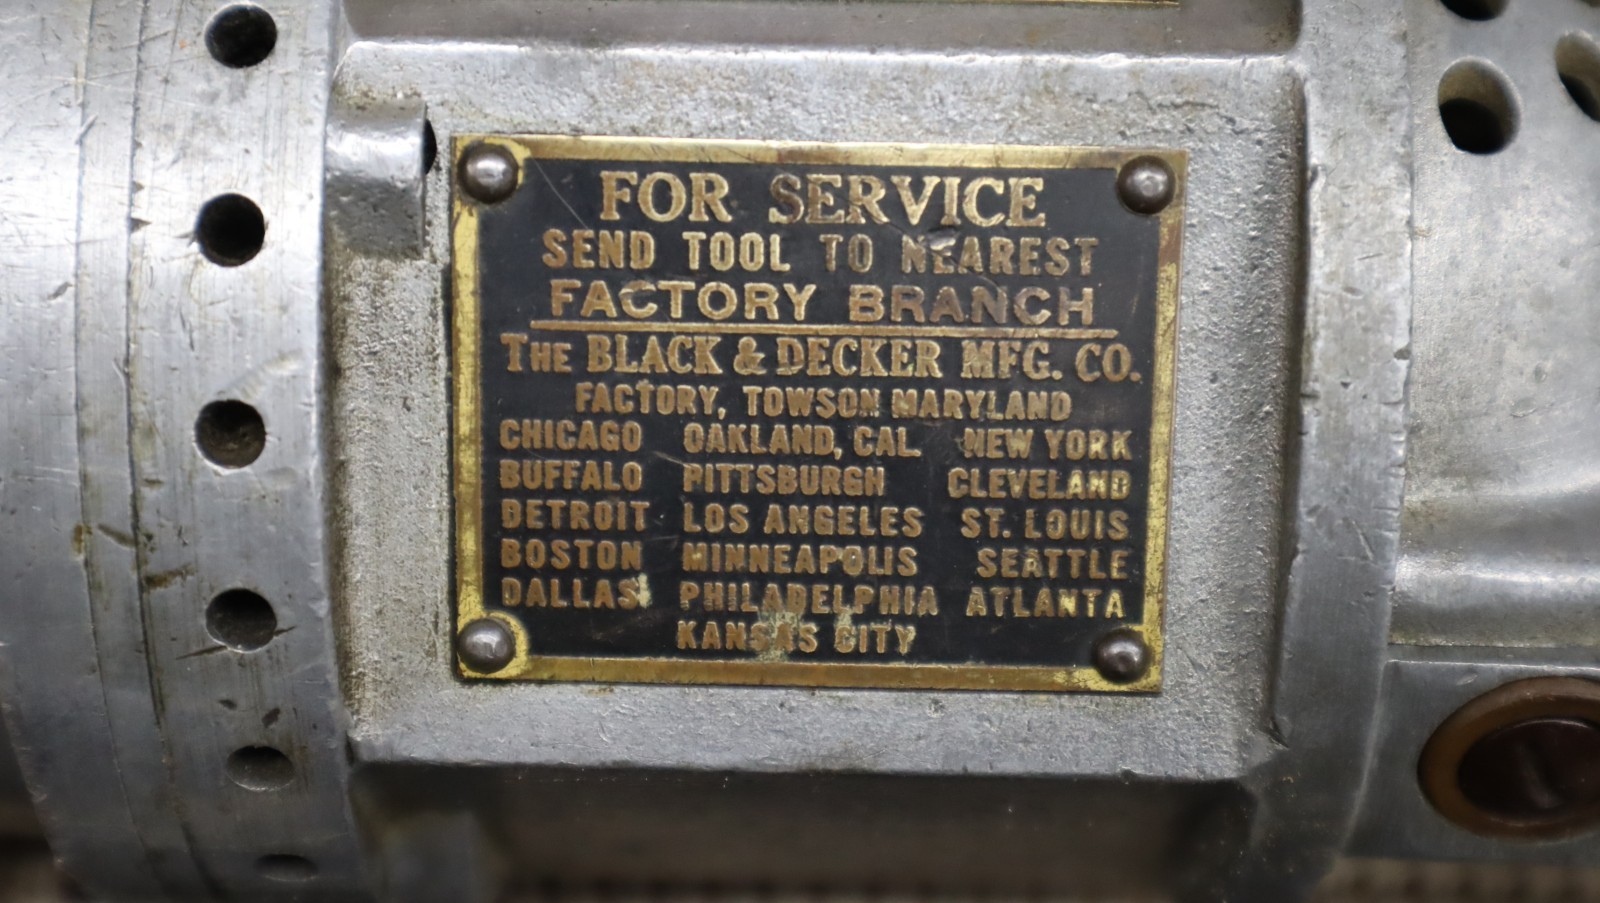 FOR SERVICE
SEND TOOL TO NEAREST
FACTORY BRANCH
THE BLACK & DECKER MFG. CO.
FACTORY, TOWSON MARYLAND
CHICAGO OAKLAND, CAL. NEW YORK
BUFFALO PITTSBURGH CLEVELAND
DETROIT LOS ANGELES ST. LOUIS
BOSTON MINNEAPOLIS SEATTLE
DALLAS PHILADELPHIA ATLANTA
KANSAS CITY